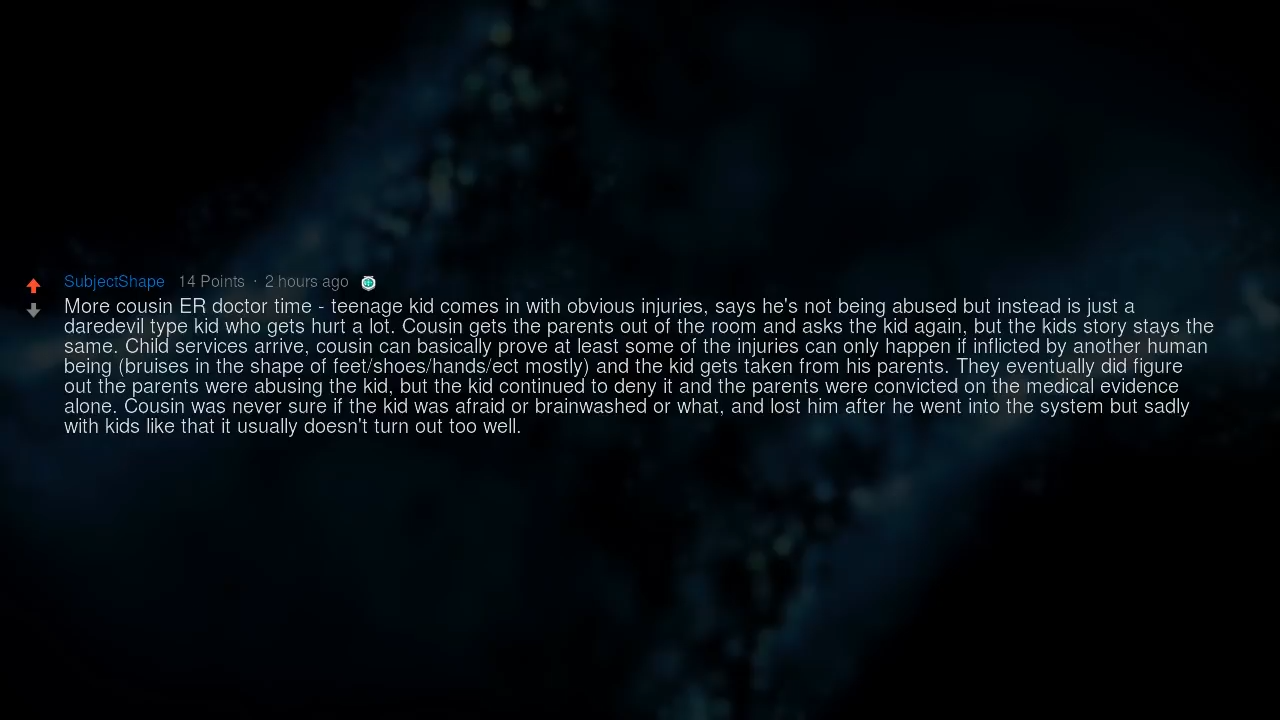 SubjectShape 14 Points · 2 hours ago
More cousin ER doctor time - teenage kid comes in with obvious injuries, says he's not being abused but instead is just a
daredevil type kid who gets hurt a lot. Cousin gets the parents out of the room and asks the kid again, but the kids story stays the
same. Child services arrive, cousin can basically prove at least some of the injuries can only happen if inflicted by another human
being (bruises in the shape of feet/shoes/hands/ect mostly) and the kid gets taken from his parents. They eventually did figure
out the parents were abusing the kid, but the kid continued to deny it and the parents were convicted on the medical evidence
alone. Cousin was never sure if the kid was afraid or brainwashed or what, and lost him after he went into the system but sadly
with kids like that it usually doesn't turn out too well.